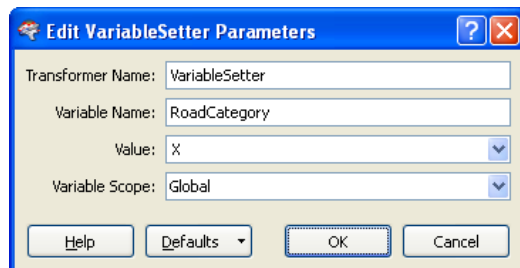 Edit VariableSetter Parameters
Transformer Name: VariableSetter
Variable Name: RoadCategory
Value: X
Variable Scope: Global
Help Defaults OK Cancel